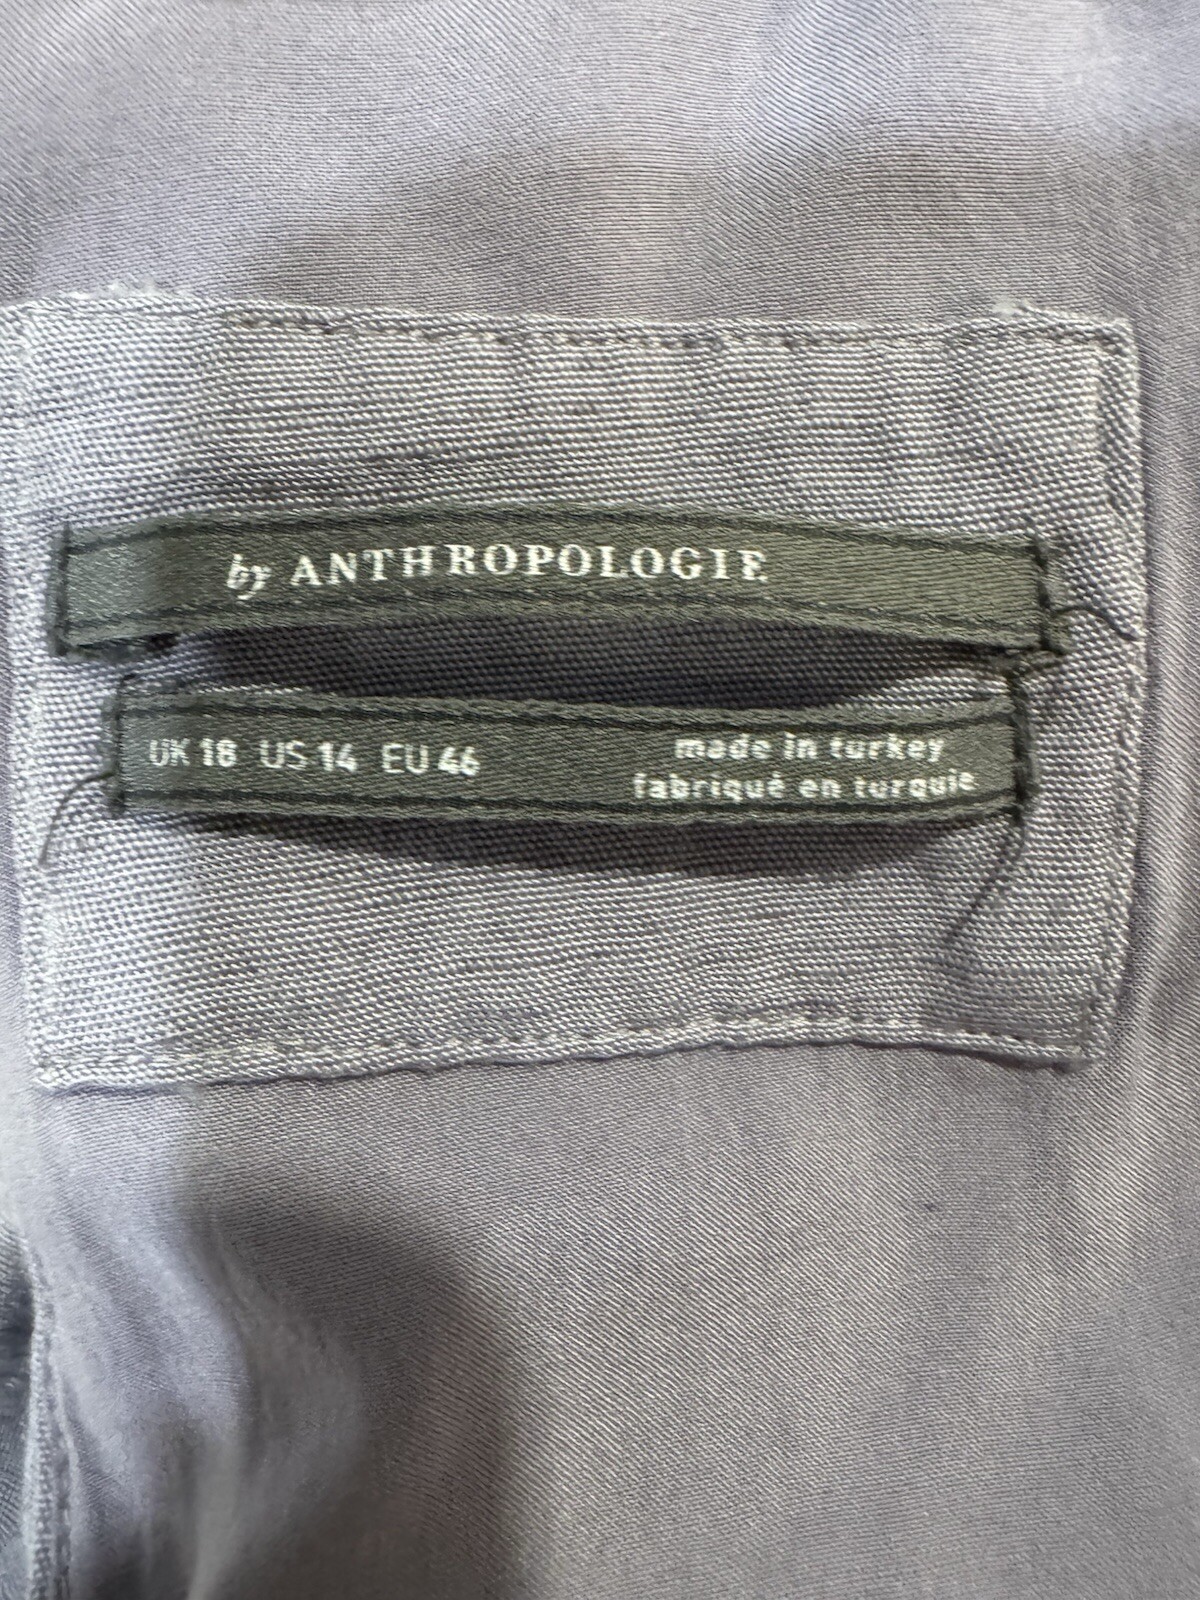 by ANTHROPOLOGIE
UK 18 US 14 EU 46
made in turkey
fabriqué en turquie